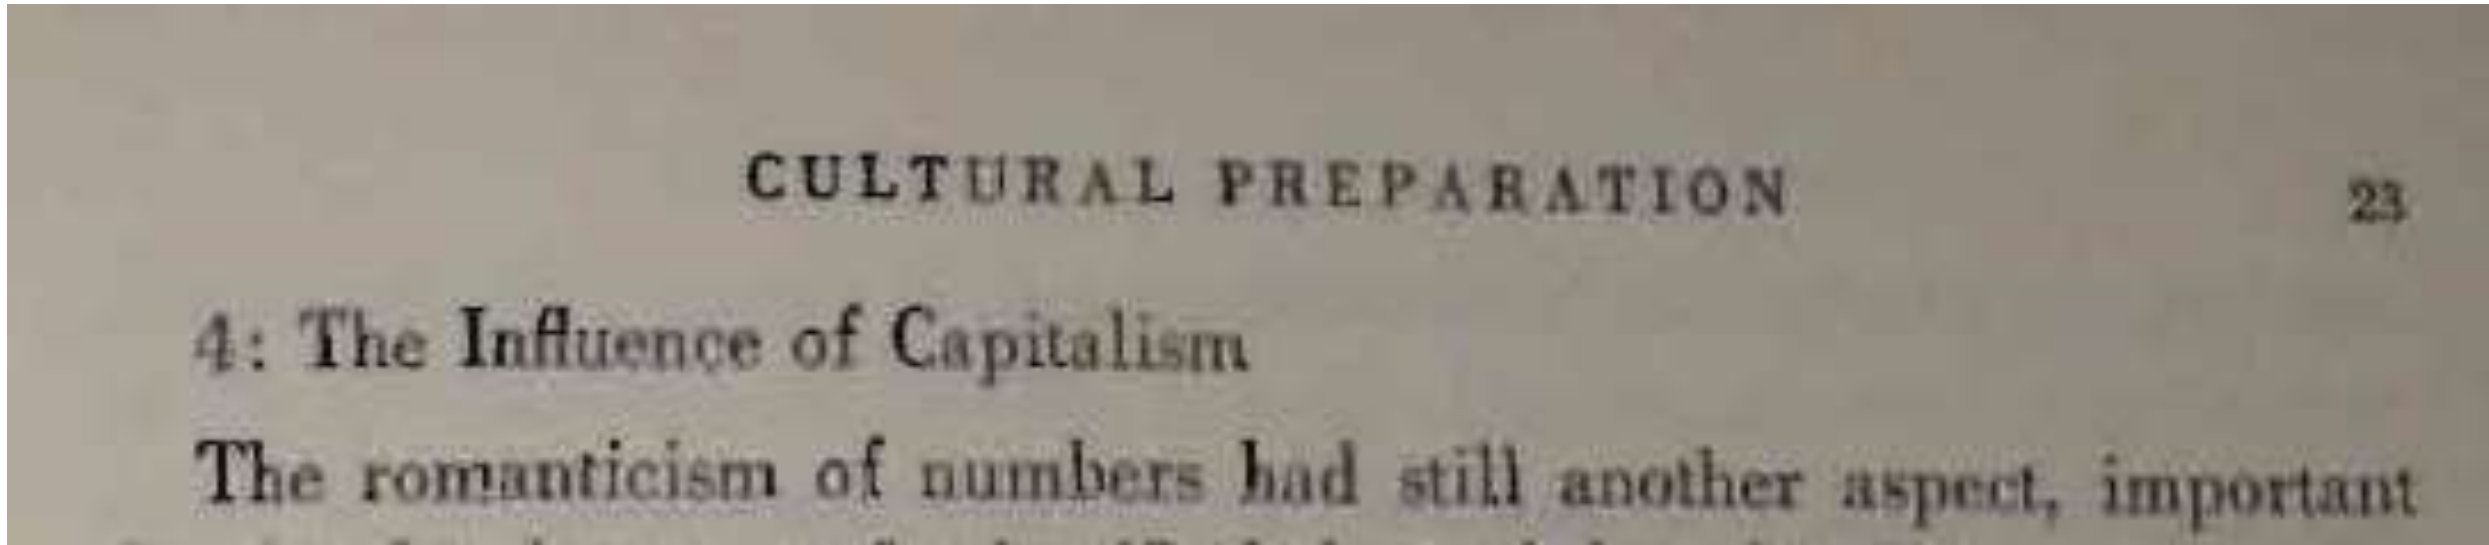 CULTURAL PREPARATION 23
4: The Influence of Capitalism
The romanticism of numbers had still another aspect, important